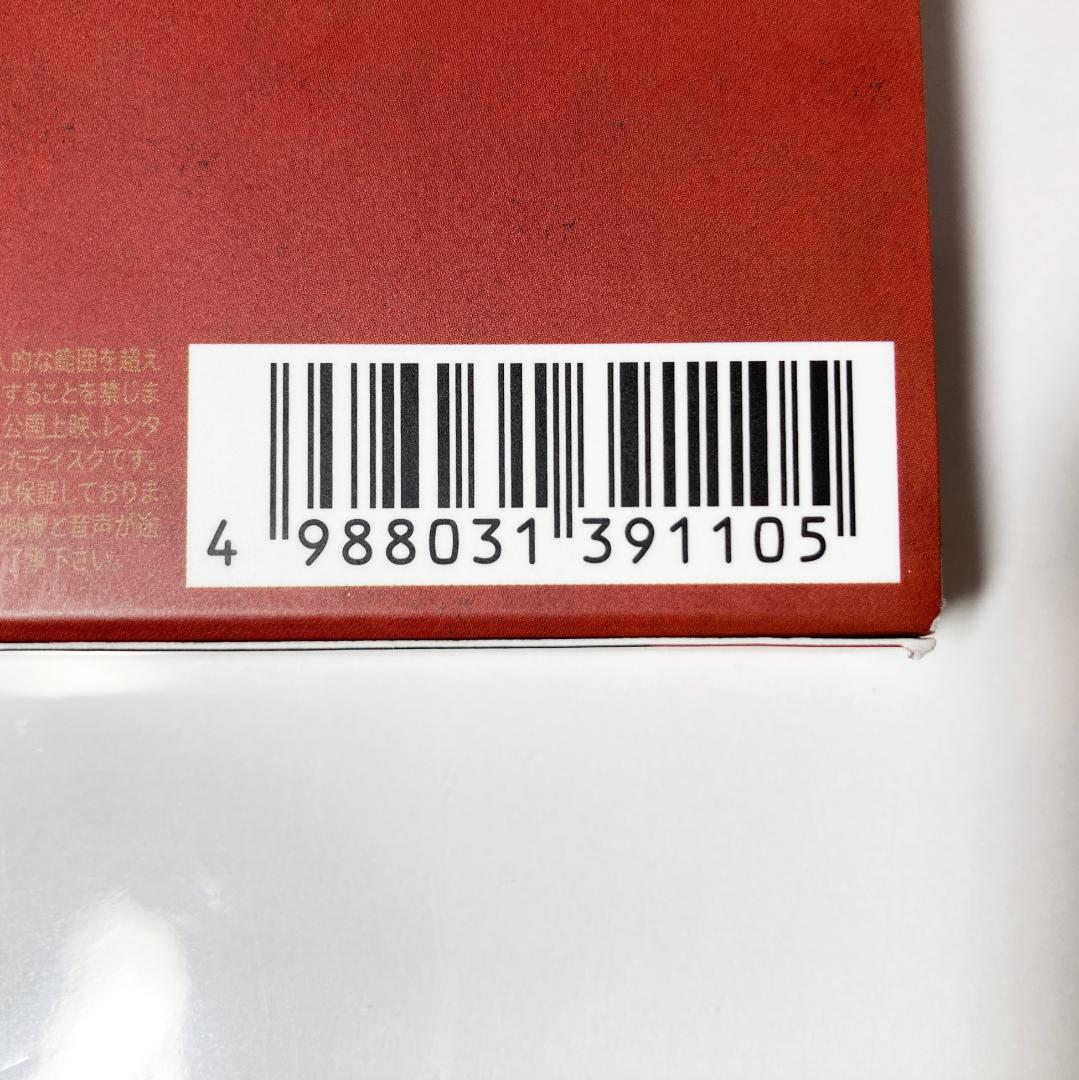 的な範囲を超え
することを禁じま
公開上映、レンタ
したディスクです。
は保証しておりま
映像と音声が途
了承下さい。
4 988031 391105